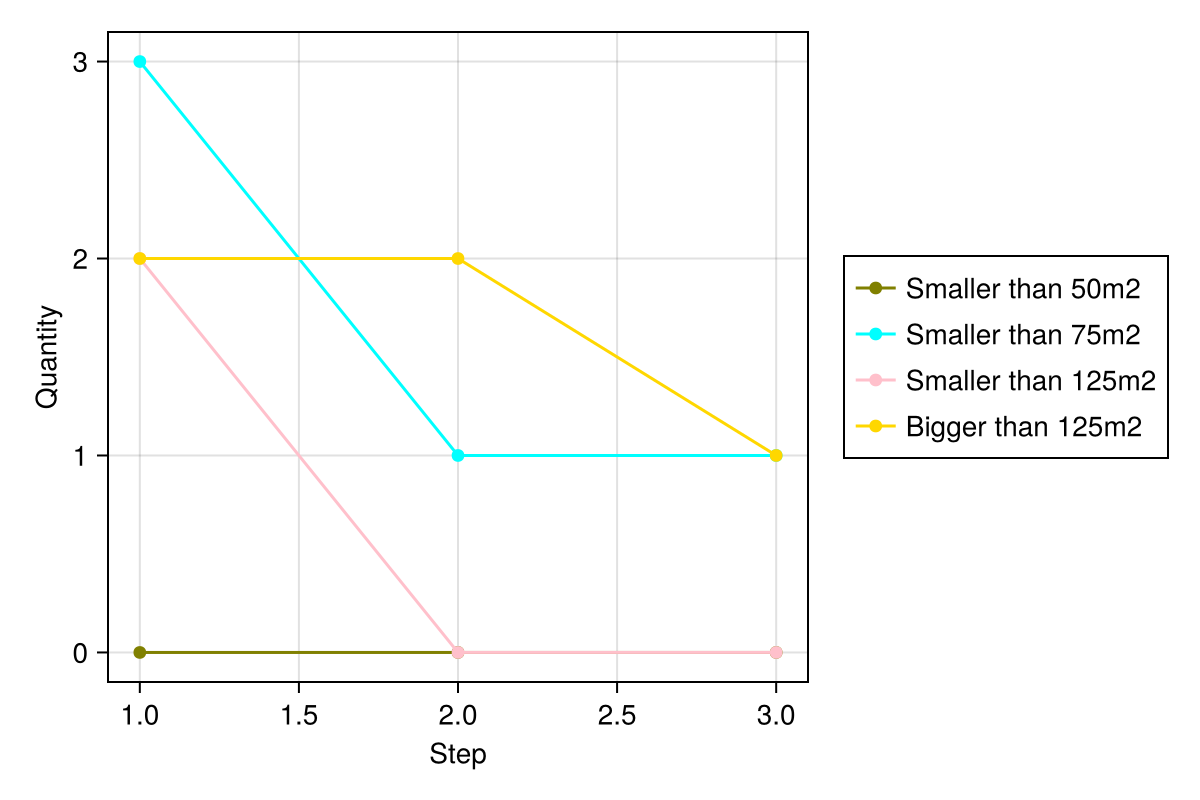 3
2
1
0
Quantity
1.0 1.5 2.0 2.5 3.0
Step
Smaller than 50m2
Smaller than 75m2
Smaller than 125m2
Bigger than 125m2